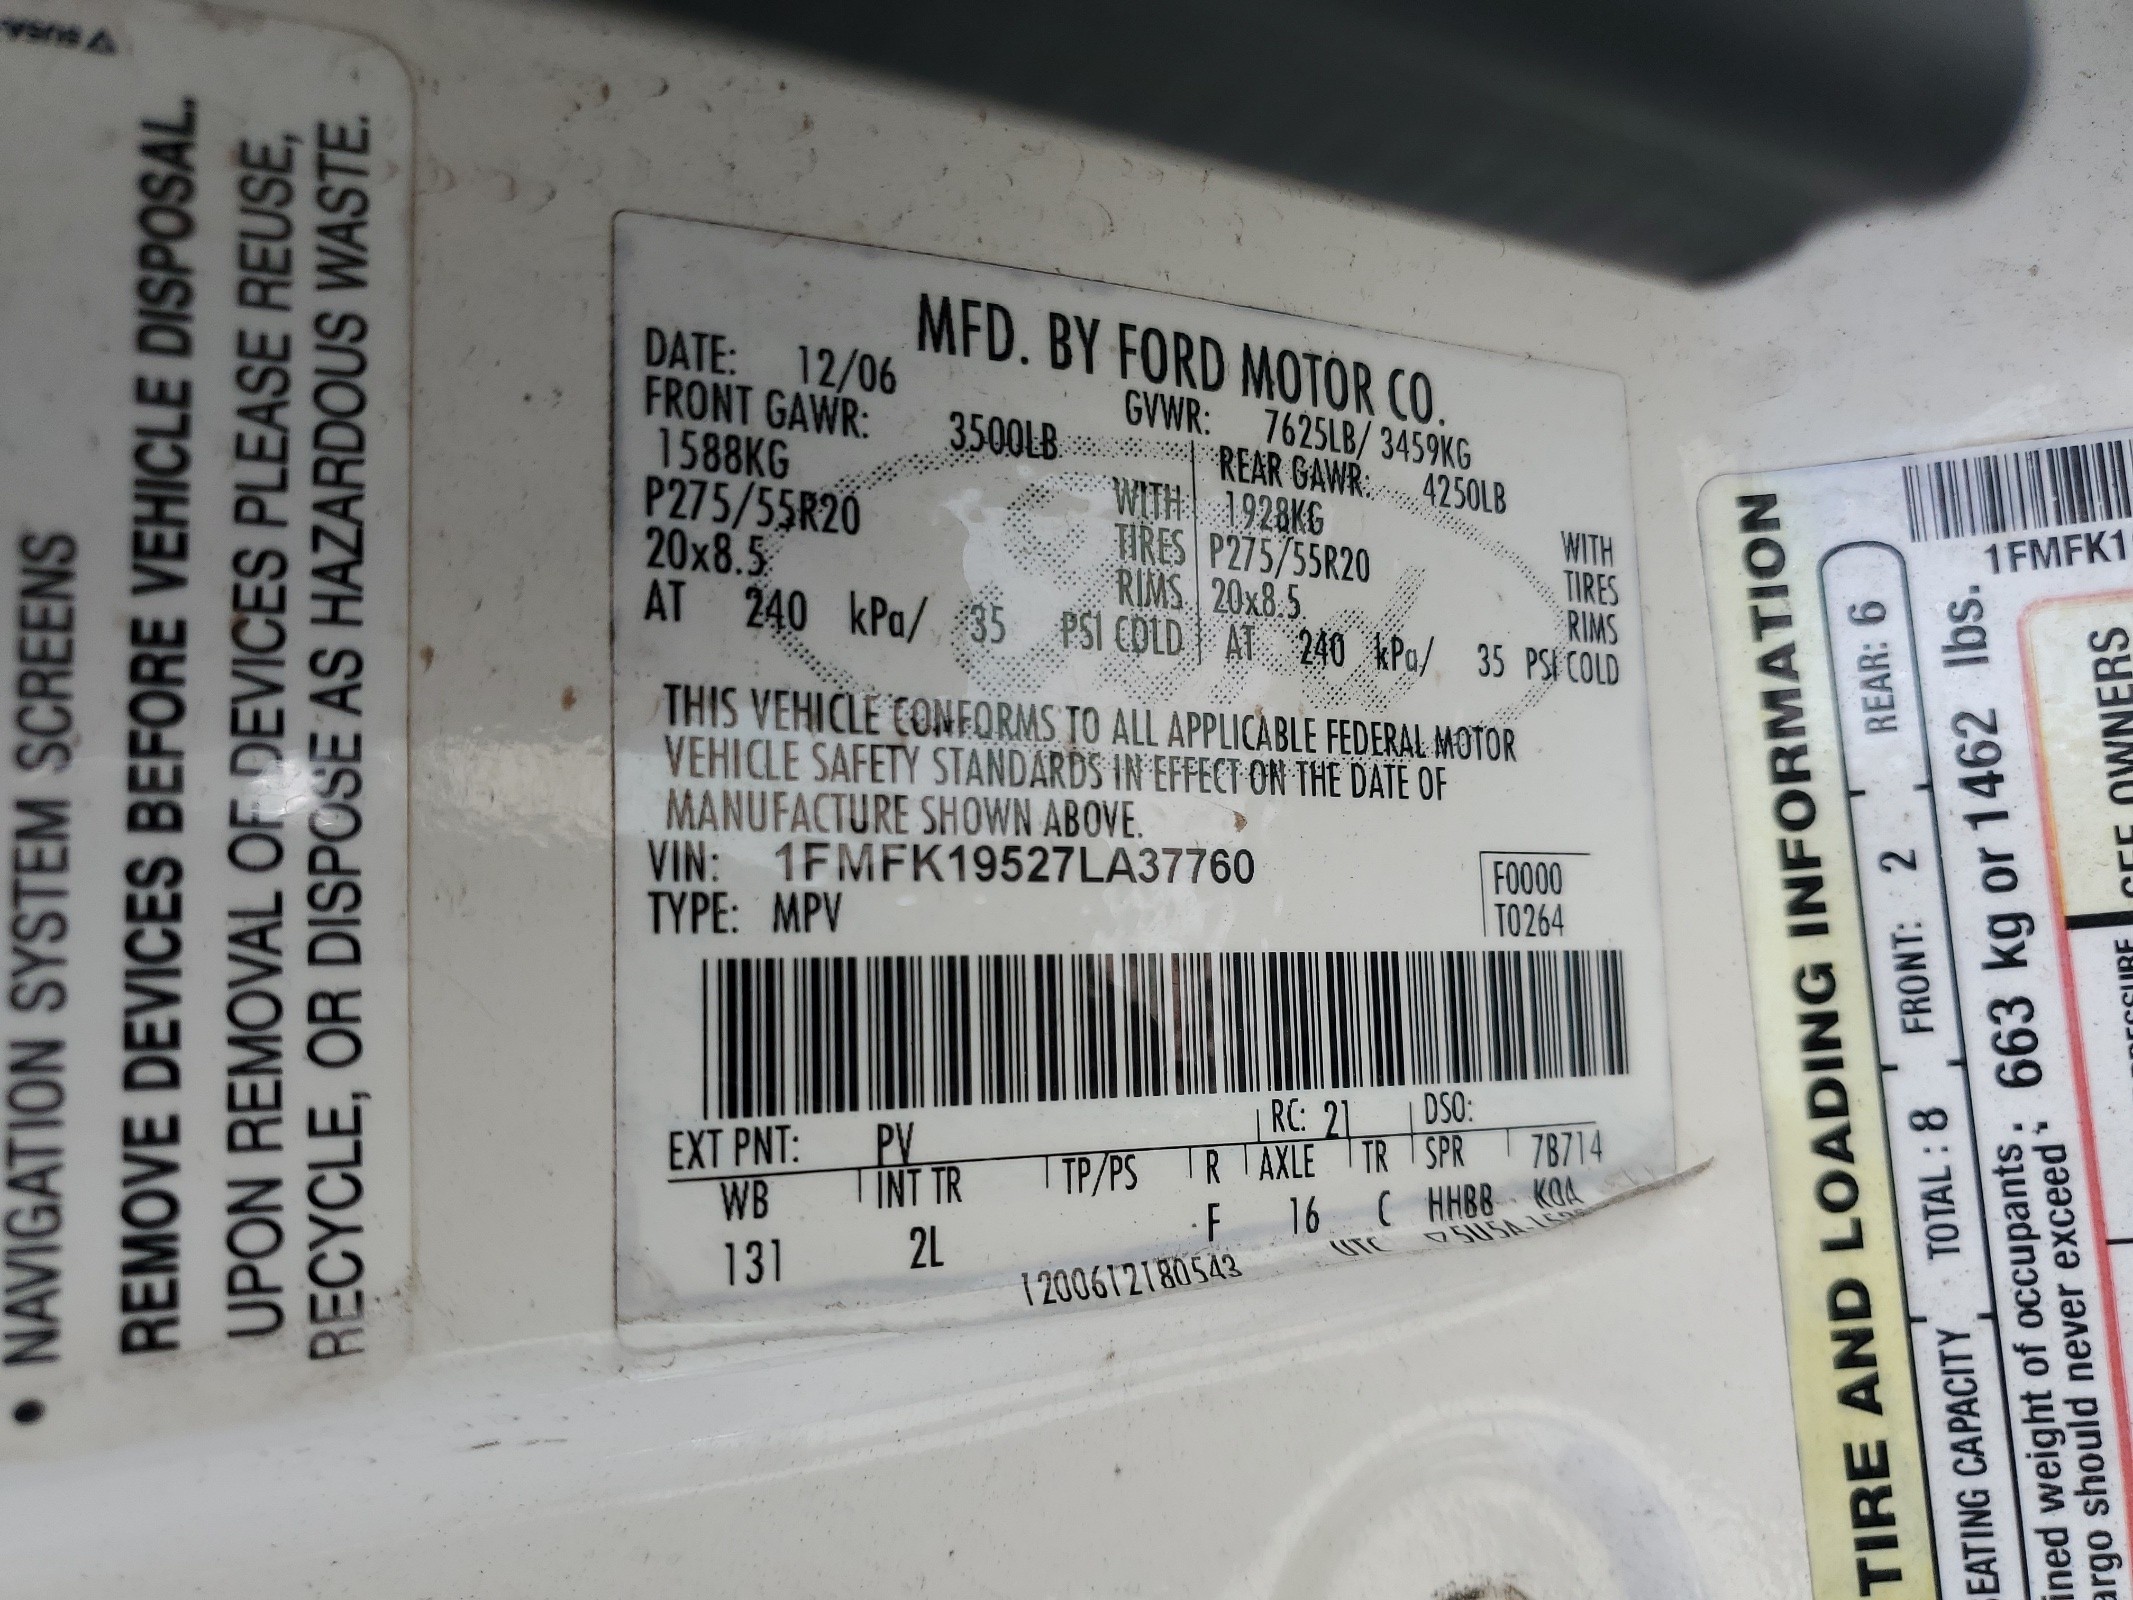 • NAVIGATION SYSTEM SCREENS
REMOVE DEVICES BEFORE VEHICLE DISPOSAL.
UPON REMOVAL OF DEVICES PLEASE REUSE,
RECYCLE, OR DISPOSE AS HAZARDOUS WASTE.
MFD. BY FORD MOTOR CO.
DATE: 12/06 GVWR: 7625LB/ 3459KG
FRONT GAWR: 3500LB REAR GAWR: 4250LB
1588KG WITH 1928KG WITH
P275/55R20 TIRES P275/55R20 TIRES
20x8.5 RIMS 20x8.5 RIMS
AT 240 kPa/ 35 PSI COLD AT 240 kPa/ 35 PSI COLD
THIS VEHICLE CONFORMS TO ALL APPLICABLE FEDERAL MOTOR
VEHICLE SAFETY STANDARDS IN EFFECT ON THE DATE OF
MANUFACTURE SHOWN ABOVE.
VIN: 1FMFK19527LA37760
TYPE: MPV
F0000
T0264
EXT PNT: PV RC: 21 DSO:
WB INT TR TP/PS R AXLE TR SPR 7B714
131 2L F 16 C HHBB KOA
1200612180543 UTC
TIRE AND LOADING INFORMATION
EATING CAPACITY TOTAL: 8 FRONT: 2 REAR: 6
ined weight of occupants: 663 kg or 1462 lbs.
argo should never exceed:
1FMFK1
SEE OWNERS